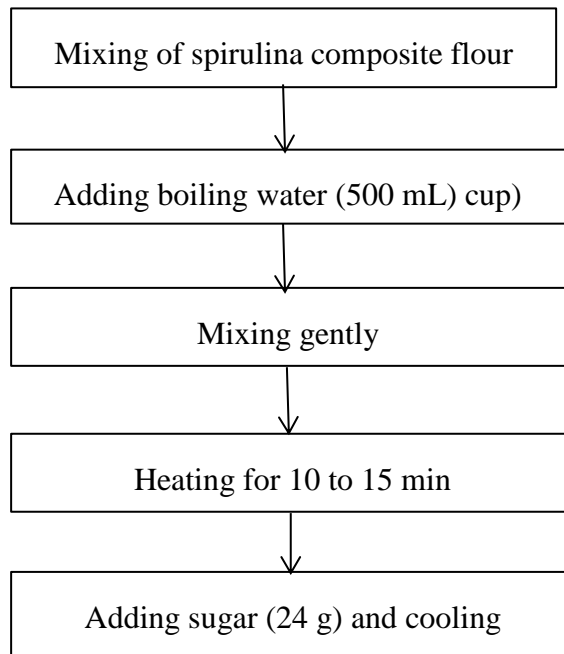 Mixing of spirulina composite flour
Adding boiling water (500 mL) cup)
Mixing gently
Heating for 10 to 15 min
Adding sugar (24 g) and cooling